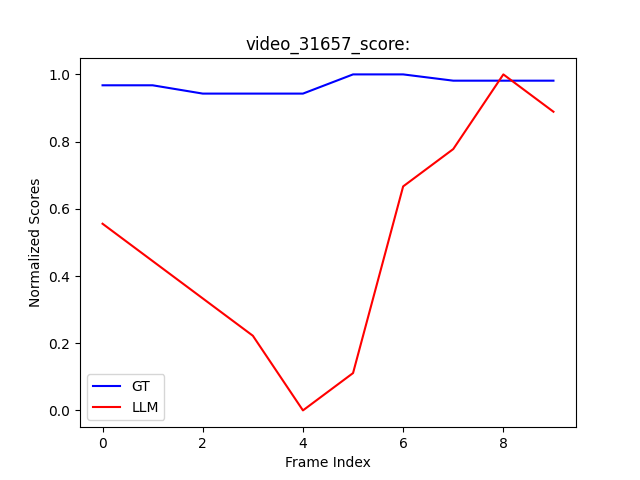 video_31657_score:
Normalized Scores
1.0
0.8
0.6
0.4
0.2
0.0
GT
LLM
0 2 4 6 8
Frame Index